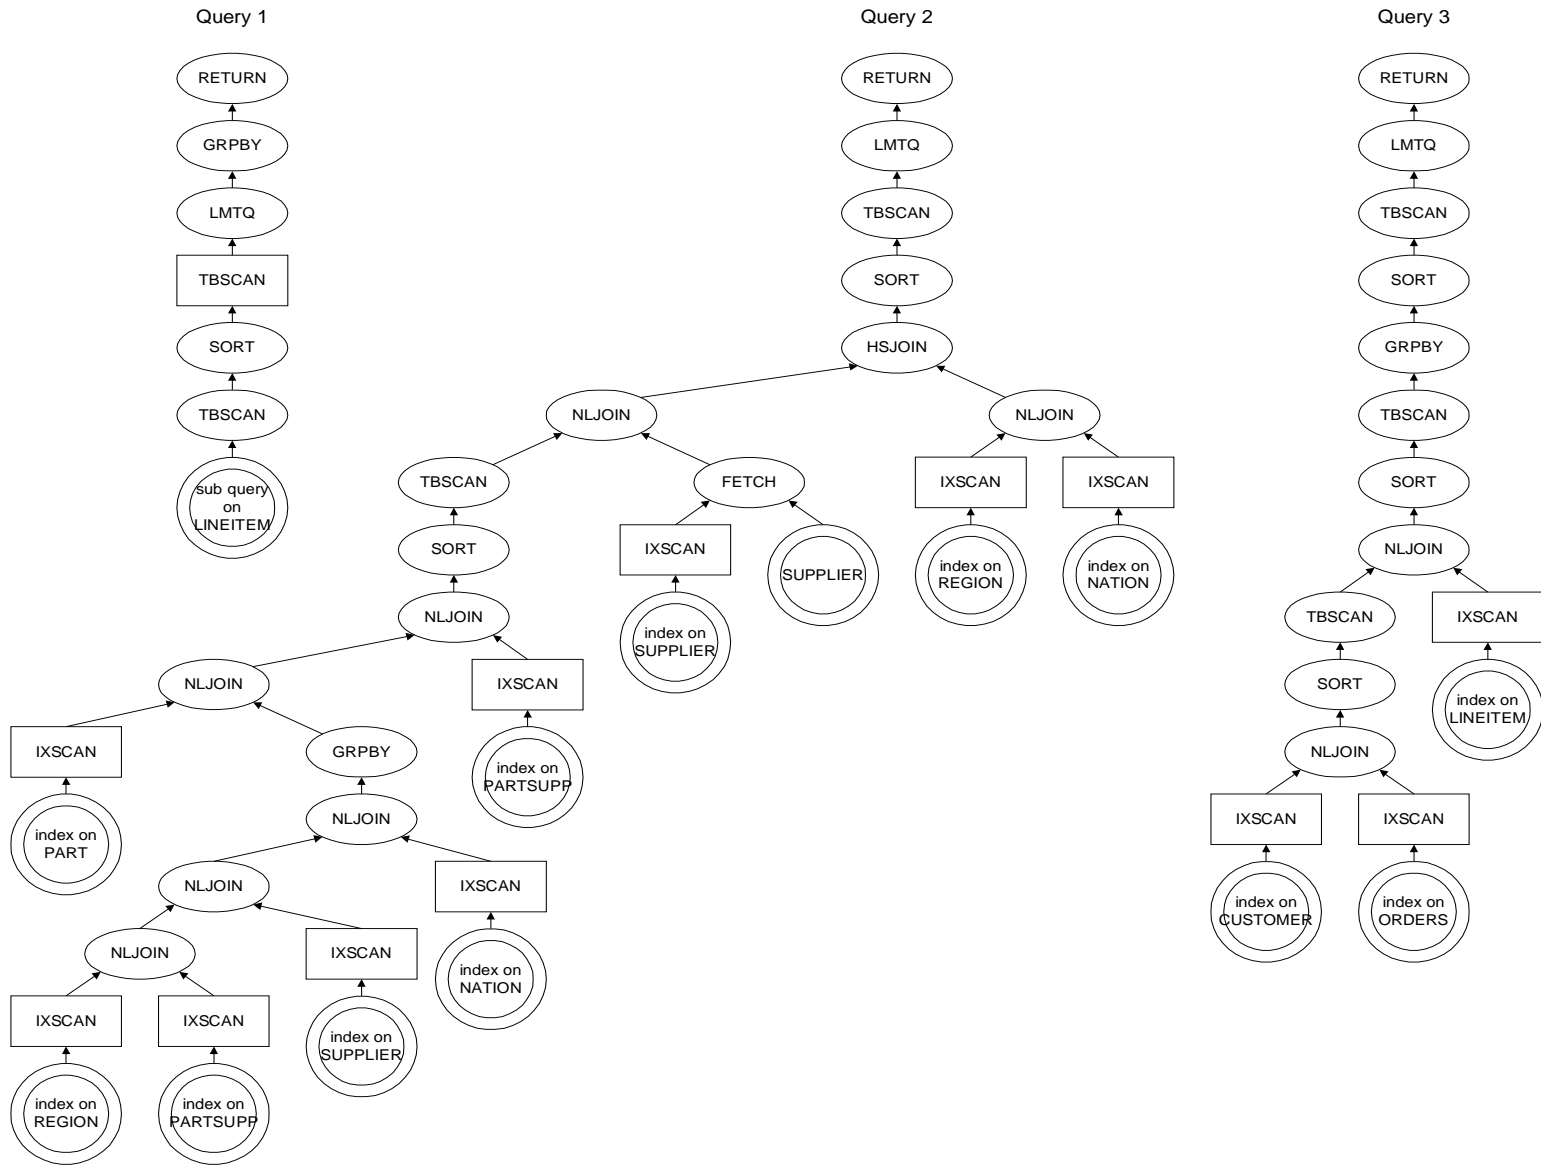 Query 1
Query 2
Query 3
RETURN
RETURN
RETURN
GRPBY
LMTQ
LMTQ
LMTQ
TBSCAN
TBSCAN
TBSCAN
SORT
SORT
SORT
HSJOIN
GRPBY
TBSCAN
NLJOIN
NLJOIN
TBSCAN
sub query
on
LINEITEM
TBSCAN
FETCH
IXSCAN
IXSCAN
SORT
SORT
IXSCAN
SUPPLIER
index on
REGION
index on
NATION
NLJOIN
NLJOIN
index on
SUPPLIER
TBSCAN
IXSCAN
NLJOIN
IXSCAN
SORT
index on
LINEITEM
IXSCAN
GRPBY
index on
PARTSUPP
NLJOIN
index on
PART
NLJOIN
IXSCAN
IXSCAN
NLJOIN
IXSCAN
index on
CUSTOMER
index on
ORDERS
NLJOIN
IXSCAN
index on
NATION
IXSCAN
IXSCAN
index on
SUPPLIER
index on
REGION
index on
PARTSUPP